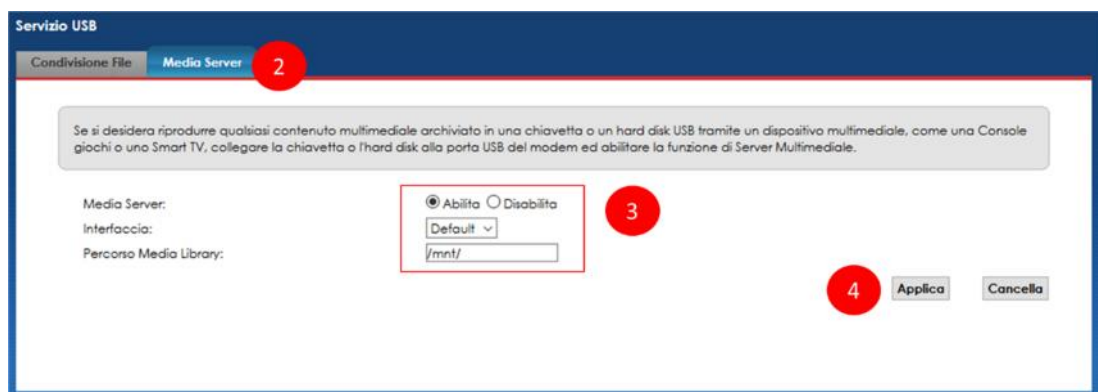 Servizio USB
Condivisione File Media Server 2
Se si desidera riprodurre qualsiasi contenuto multimediale archiviato in una chiavetta o un hard disk USB tramite un dispositivo multimediale, come una Console
giochi o uno Smart TV, collegare la chiavetta o l'hard disk alla porta USB del modem ed abilitare la funzione di Server Multimediale.
Media Server: Abilita Disabilita 3
Interfaccia: Default
Percorso Media Library: /mnt/
4 Applica Cancella